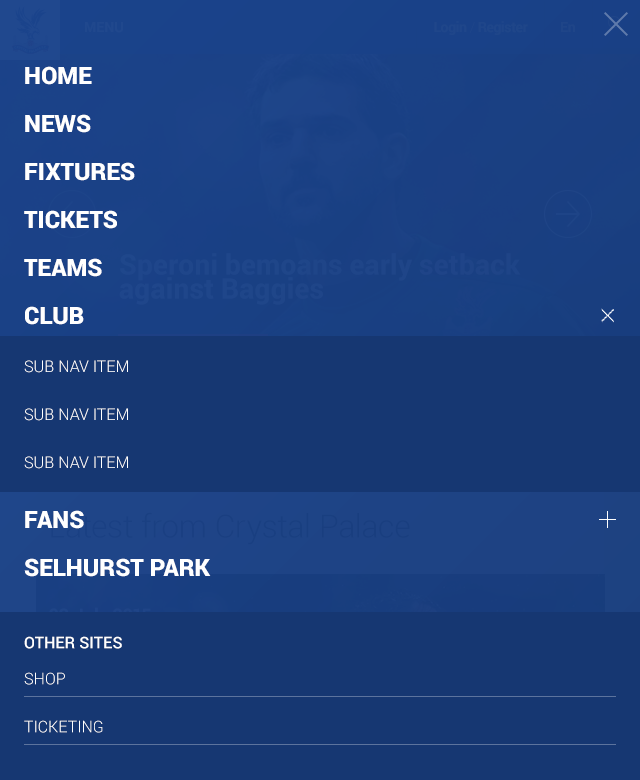 MENU
Login
Register
En
HOME
NEWS
FIXTURES
TICKETS
TEAMS
Speroni bemoans early setback
against Baggies
CLUB
SUB NAV ITEM
SUB NAV ITEM
SUB NAV ITEM
FANS
Latest from Crystal Palace
SELHURST PARK
OTHER SITES
SHOP
TICKETING